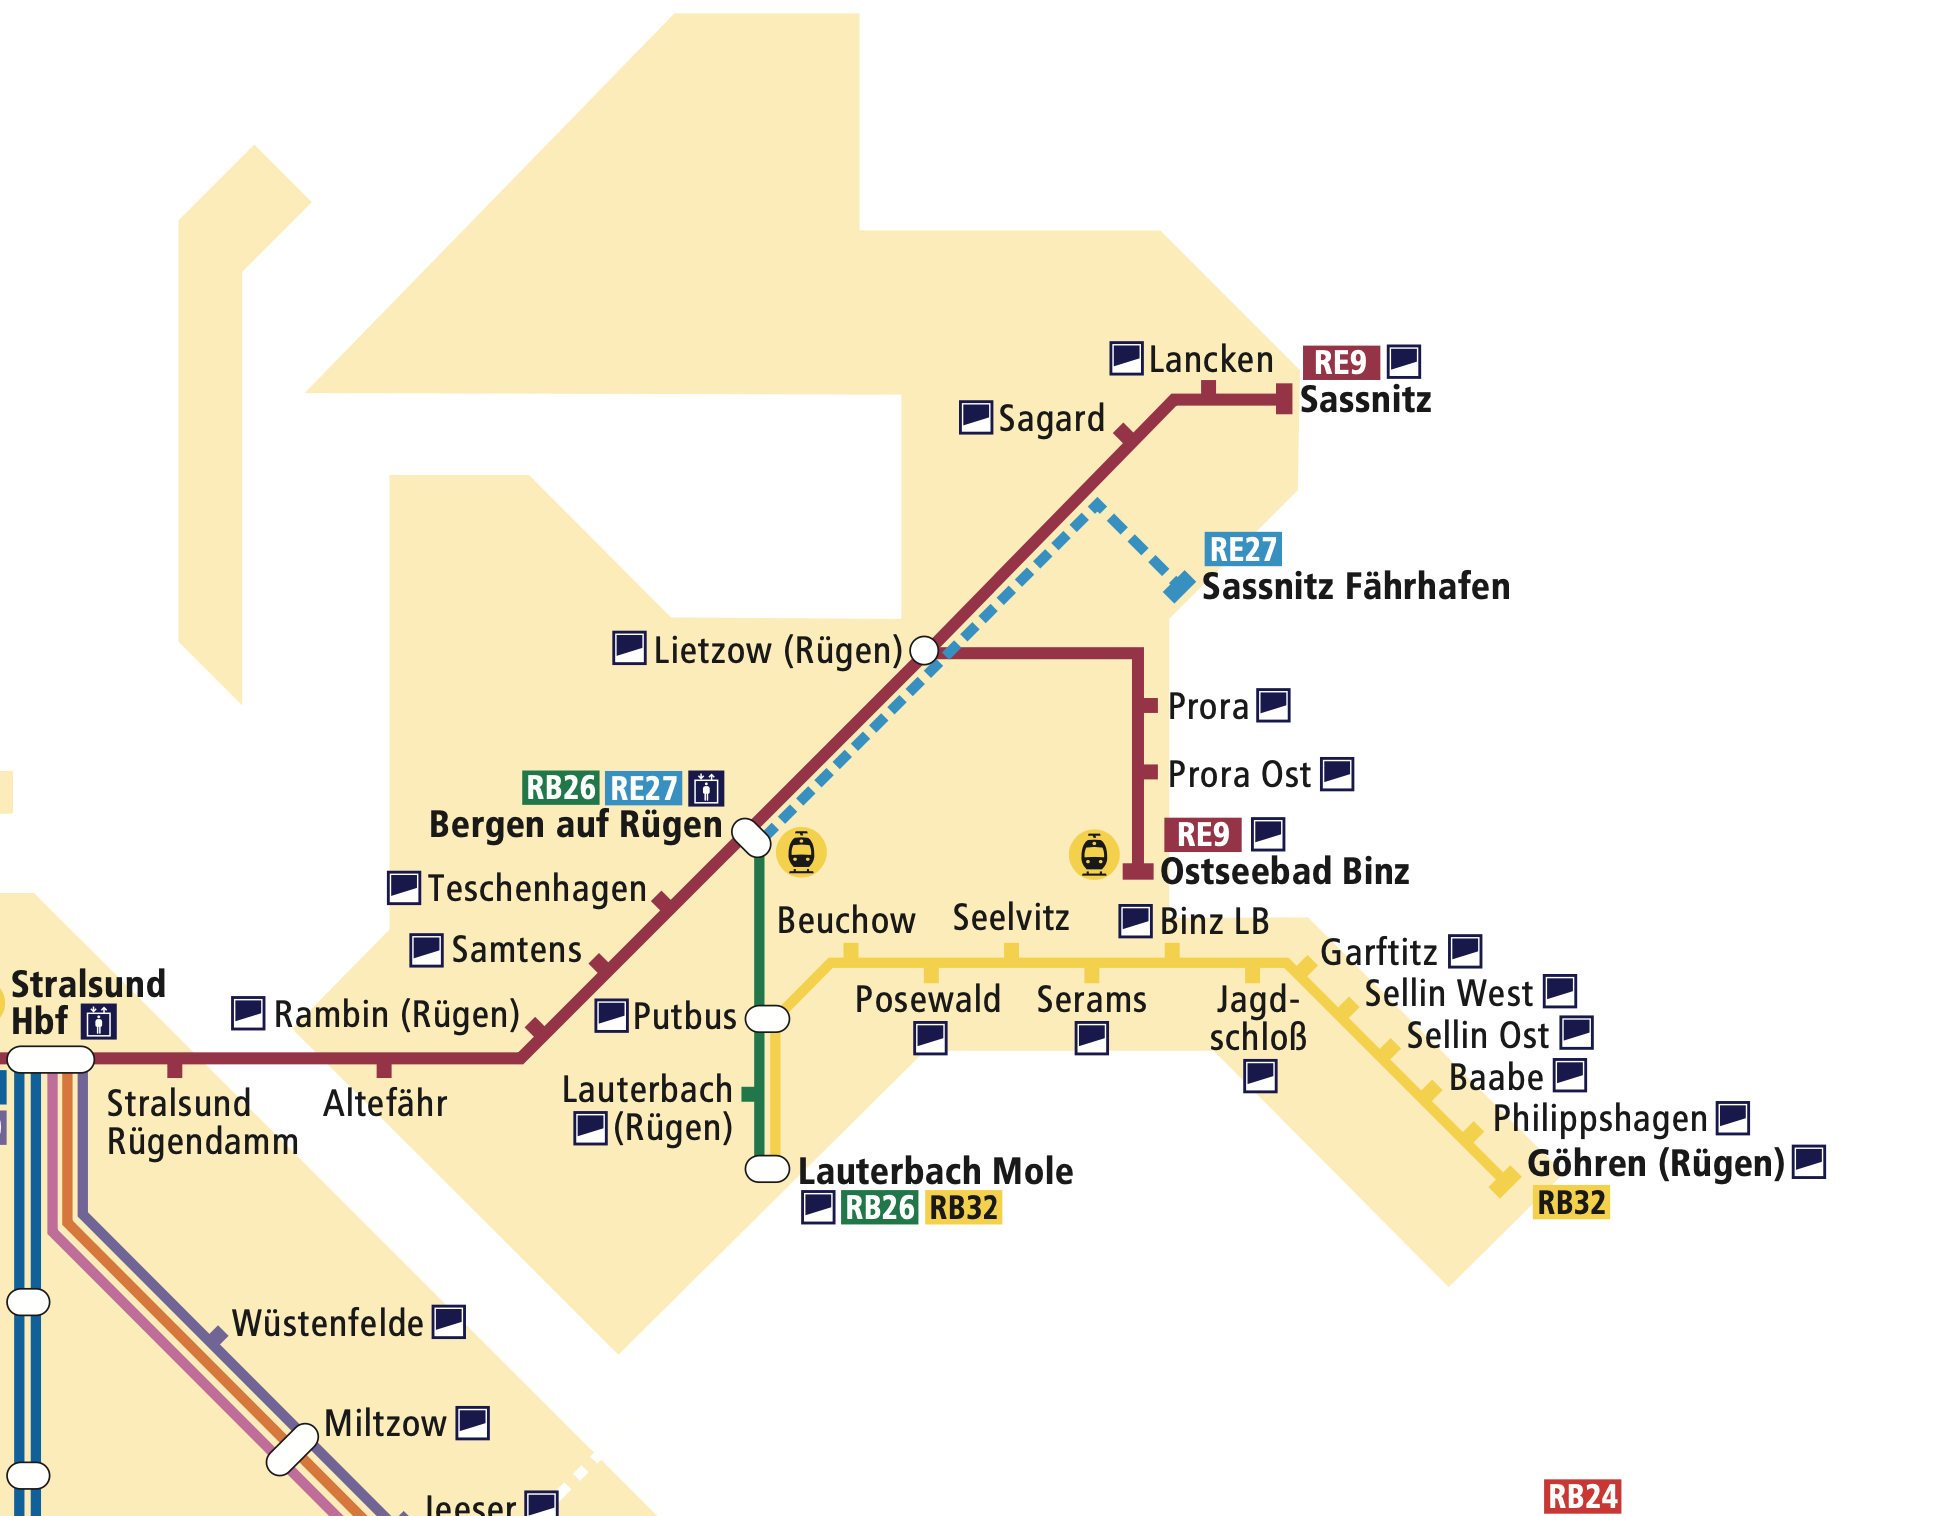 Lancken
RE9
Sassnitz
Sagard
RE27
Sassnitz Fährhafen
Lietzow (Rügen)
Prora
Prora Ost
RB26 RE27
Bergen auf Rügen
RE9
Ostseebad Binz
Teschenhagen
Samtens
Beuchow
Seelvitz
Binz LB
Garftitz
Stralsund
Hbf
Rambin (Rügen)
Putbus
Posewald
Serams
Jagd-
schloß
Sellin West
Sellin Ost
Baabe
Philippshagen
Göhren (Rügen)
RB32
Stralsund
Rügendamm
Altefähr
Lauterbach
(Rügen)
Lauterbach Mole
RB26 RB32
Wüstenfelde
Miltzow
Jeeser
RB24